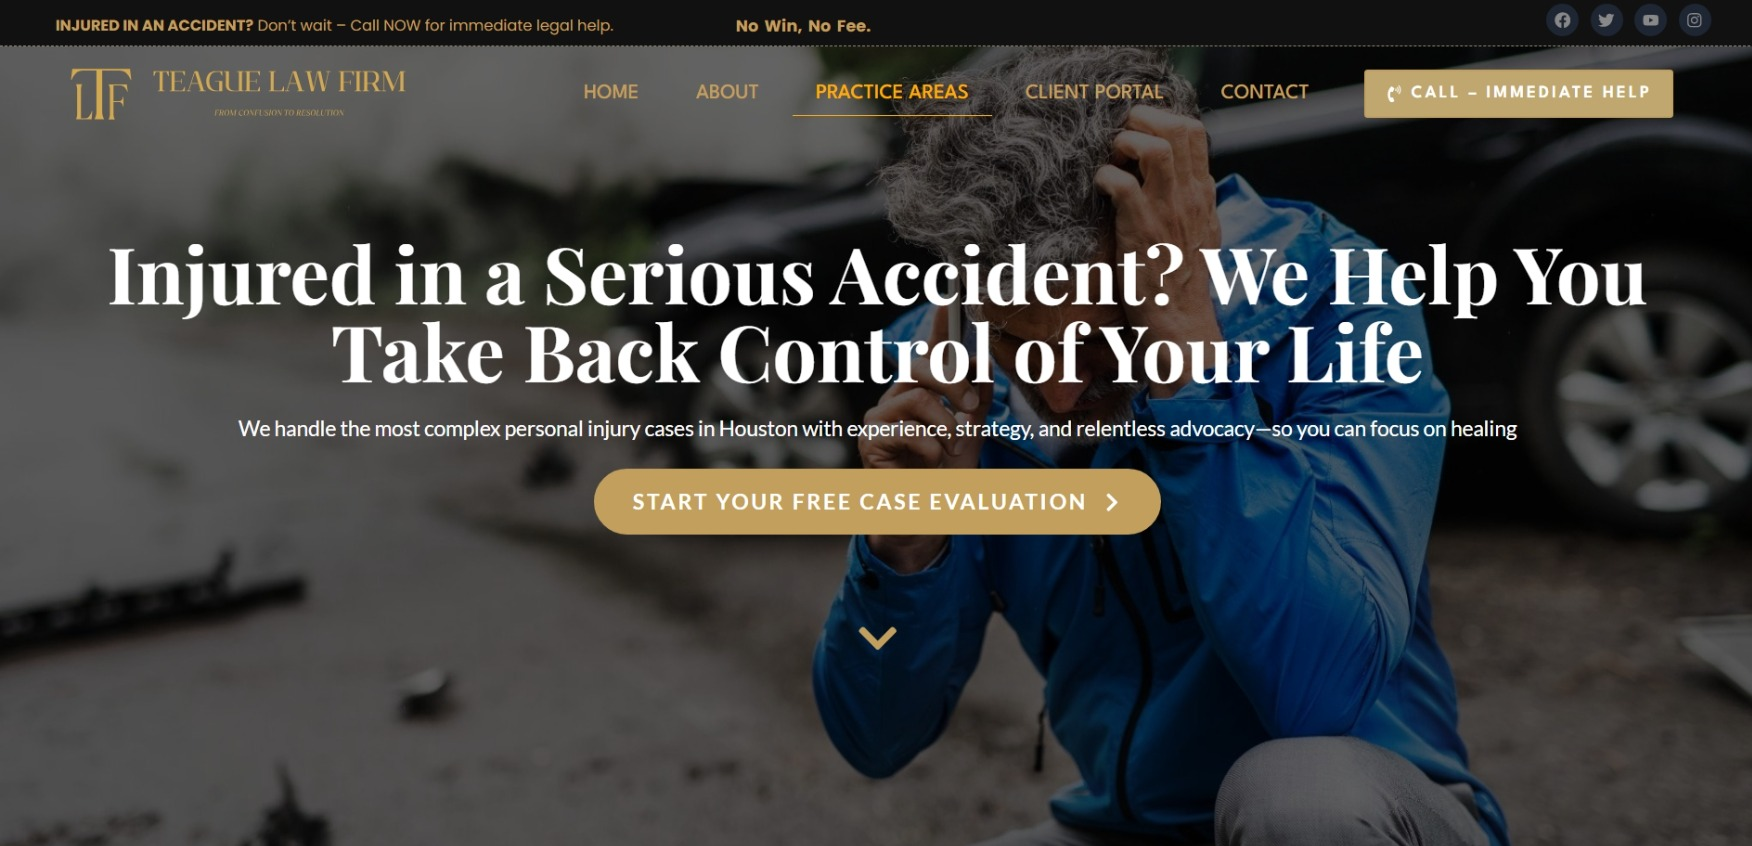 INJURED IN AN ACCIDENT? Don't wait – Call NOW for immediate legal help.
No Win, No Fee.
LTF
TEAGUE LAW FIRM
FROM CONFUSION TO RESOLUTION
HOME
ABOUT
PRACTICE AREAS
CLIENT PORTAL
CONTACT
CALL – IMMEDIATE HELP
Injured in a Serious Accident? We Help You
Take Back Control of Your Life
We handle the most complex personal injury cases in Houston with experience, strategy, and relentless advocacy—so you can focus on healing
START YOUR FREE CASE EVALUATION